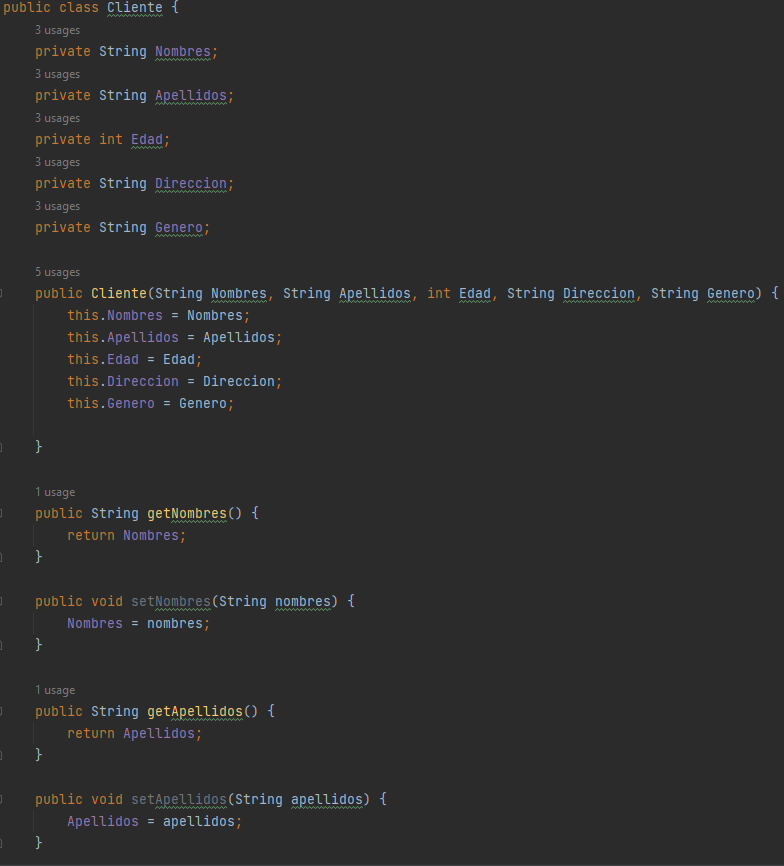 public class Cliente {
3 usages
private String Nombres;
3 usages
private String Apellidos;
3 usages
private int Edad;
3 usages
private String Direccion;
3 usages
private String Genero;
5 usages
public Cliente(String Nombres, String Apellidos, int Edad, String Direccion, String Genero) {
this.Nombres = Nombres;
this.Apellidos = Apellidos;
this.Edad = Edad;
this.Direccion = Direccion;
this.Genero = Genero;
}
1 usage
public String getNombres() {
return Nombres;
}
public void setNombres(String nombres) {
Nombres = nombres;
}
1 usage
public String getApellidos() {
return Apellidos;
}
public void setApellidos(String apellidos) {
Apellidos = apellidos;
}